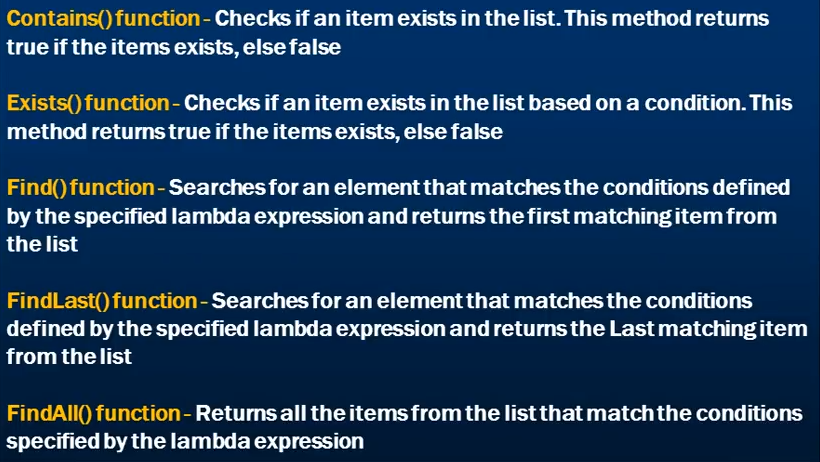 Contains() function - Checks if an item exists in the list. This method returns
true if the items exists, else false
Exists() function - Checks if an item exists in the list based on a condition. This
method returns true if the items exists, else false
Find() function - Searches for an element that matches the conditions defined
by the specified lambda expression and returns the first matching item from
the list
FindLast() function - Searches for an element that matches the conditions
defined by the specified lambda expression and returns the Last matching item
from the list
FindAll() function - Returns all the items from the list that match the conditions
specified by the lambda expression